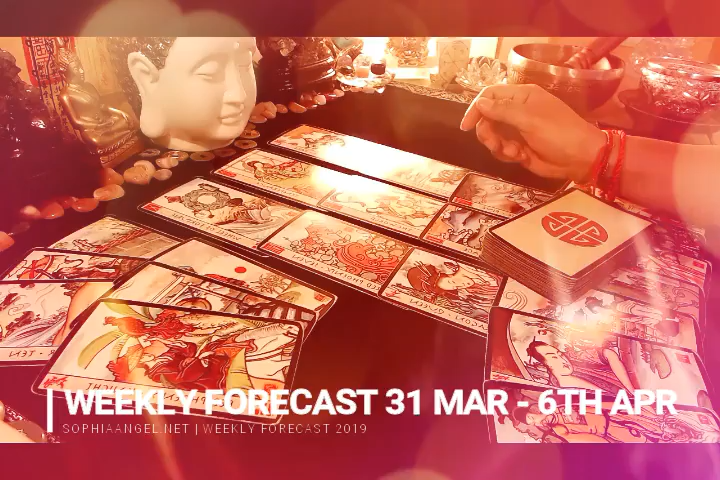 WEEKLY FORECAST 31 MAR - 6TH APR
SOPHIAANGEL.NET | WEEKLY FORECAST 2019